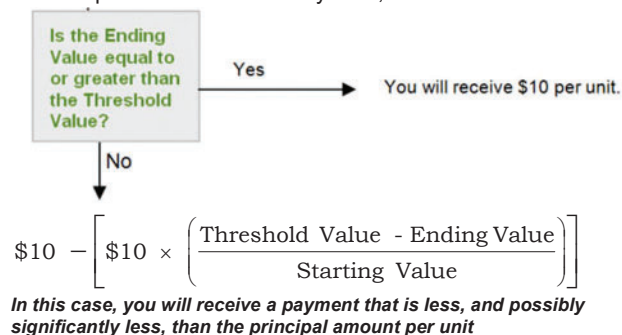 Is the Ending
Value equal to
or greater than
the Threshold
Value?
Yes
You will receive $10 per unit.
No
$10 − [ $10 × ( Threshold Value - Ending Value / Starting Value ) ]
In this case, you will receive a payment that is less, and possibly
significantly less, than the principal amount per unit